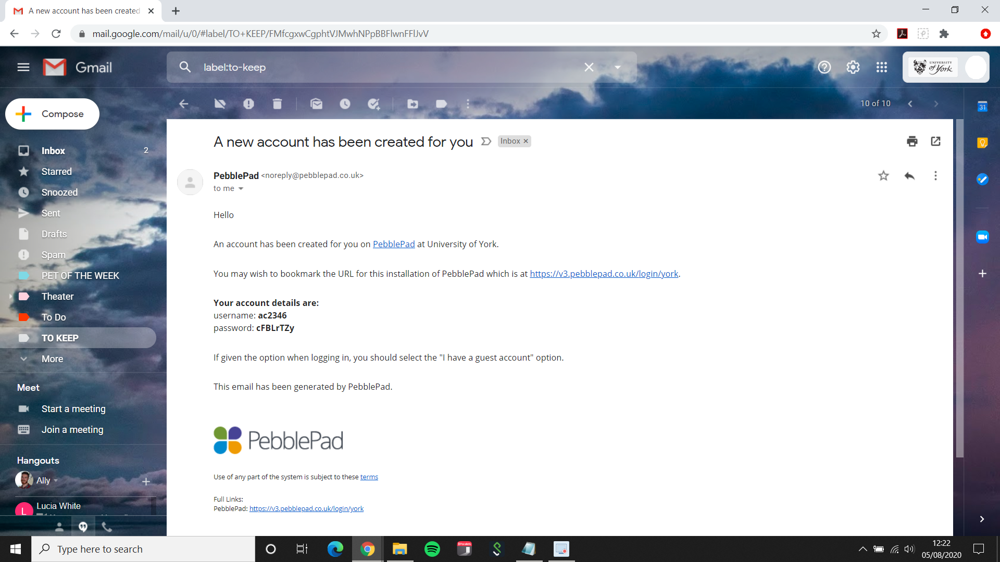 A new account has been created
mail.google.com/mail/u/0/#label/TO+KEEP/FMfcgxwCgphtVJMwhNPpBBFlwnFFlJvV
Gmail
label:to-keep
UNIVERSITY
of York
Compose
10 of 10
31
Inbox 2
Starred
Snoozed
Sent
Drafts
Spam
PET OF THE WEEK
Theater
To Do
TO KEEP
More
Meet
Start a meeting
Join a meeting
Hangouts
Ally
L
Lucia White
A new account has been created for you
Inbox ×
PebblePad <noreply@pebblepad.co.uk>
to me
Hello
An account has been created for you on PebblePad at University of York.
You may wish to bookmark the URL for this installation of PebblePad which is at https://v3.pebblepad.co.uk/login/york.
Your account details are:
username: ac2346
password: cFBLrTZy
If given the option when logging in, you should select the "I have a guest account" option.
This email has been generated by PebblePad.
PebblePad
Use of any part of the system is subject to these terms
Full Links:
PebblePad: https://v3.pebblepad.co.uk/login/york
Type here to search
12:22
05/08/2020